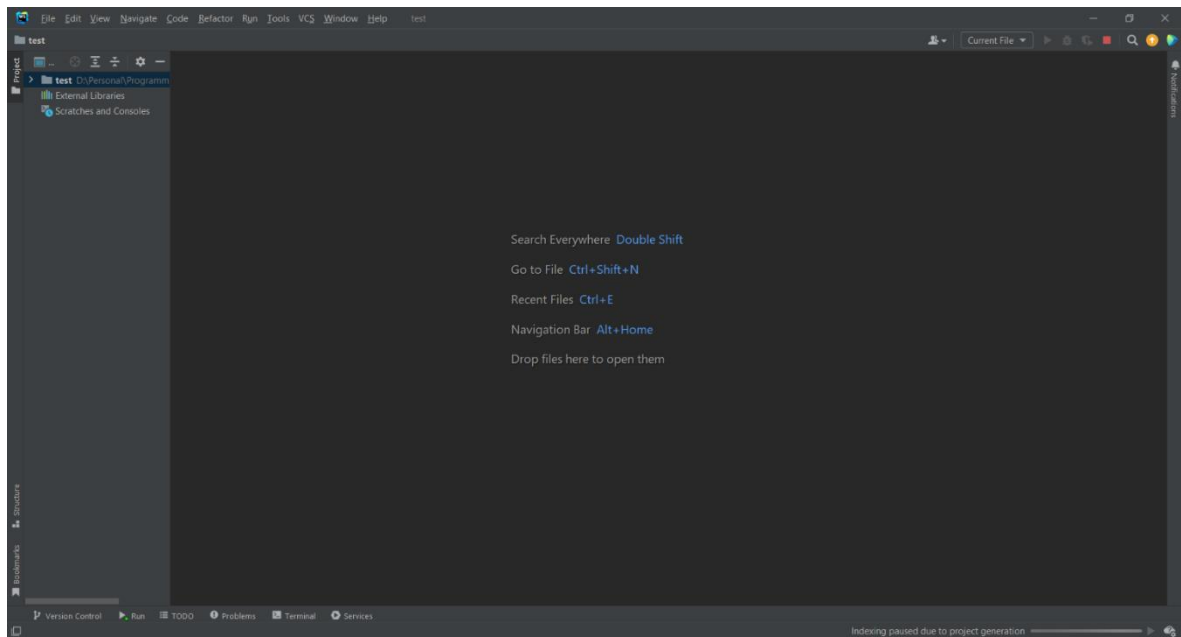 File Edit View Navigate Code Refactor Run Tools VCS Window Help test
test
Current File
Project
test D:\Personal\Programm
External Libraries
Scratches and Consoles
Notifications
Search Everywhere Double Shift
Go to File Ctrl+Shift+N
Recent Files Ctrl+E
Navigation Bar Alt+Home
Drop files here to open them
Structure
Bookmarks
Version Control Run TODO Problems Terminal Services
Indexing paused due to project generation